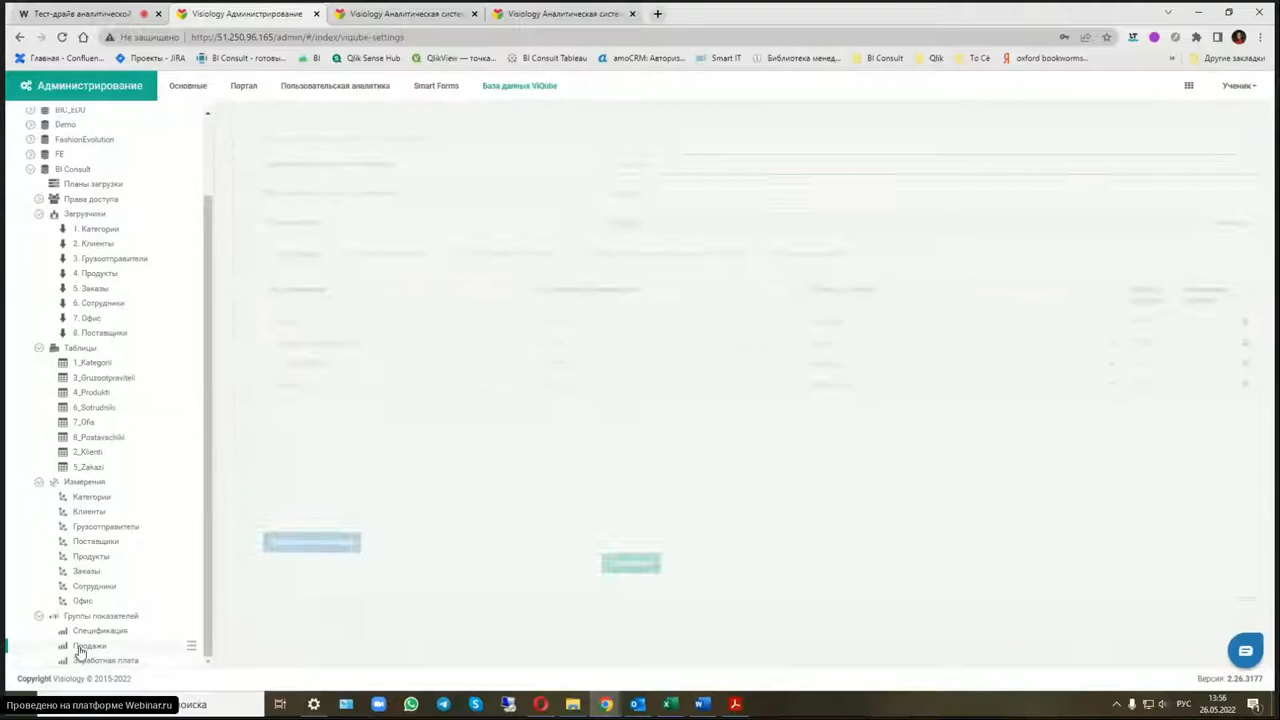 Тест-драйв аналитической
Visiology Администрирование
Visiology Аналитическая систе
Visiology Аналитическая систе
Не защищено
http://51.250.96.165/admin/#/index/viqube-settings
Главная - Confluen...
Проекты - JIRA
BI Consult - готовы...
BI
Qlik Sense Hub
QlikView — точка...
BI Consult Tableau
amoCRM: Авториз...
Smart IT
Библиотека менед...
BI Consult
Qlik
То Сё
oxford bookworms...
»
Другие закладки
Администрирование
Основные
Портал
Пользовательская аналитика
Smart Forms
База данных ViQube
Ученик
BIC_EDU
Demo
FashionEvolution
FE
BI Consult
Планы загрузки
Права доступа
Загрузчики
1. Категории
2. Клиенты
3. Грузоотправители
4. Продукты
5. Заказы
6. Сотрудники
7. Офис
8. Поставщики
Таблицы
1_Kategorii
3_Gruzootpraviteli
4_Produkti
6_Sotrudniki
7_Ofis
8_Postavschiki
2_Klienti
5_Zakazi
Измерения
Категории
Клиенты
Грузоотправители
Поставщики
Продукты
Заказы
Сотрудники
Офис
Группы показателей
Спецификация
Продажи
Заработная плата
Copyright Visiology © 2015-2022
Версия: 2.26.3177
Проведено на платформе Webinar.ru
поиска
РУС
13:56
26.05.2022